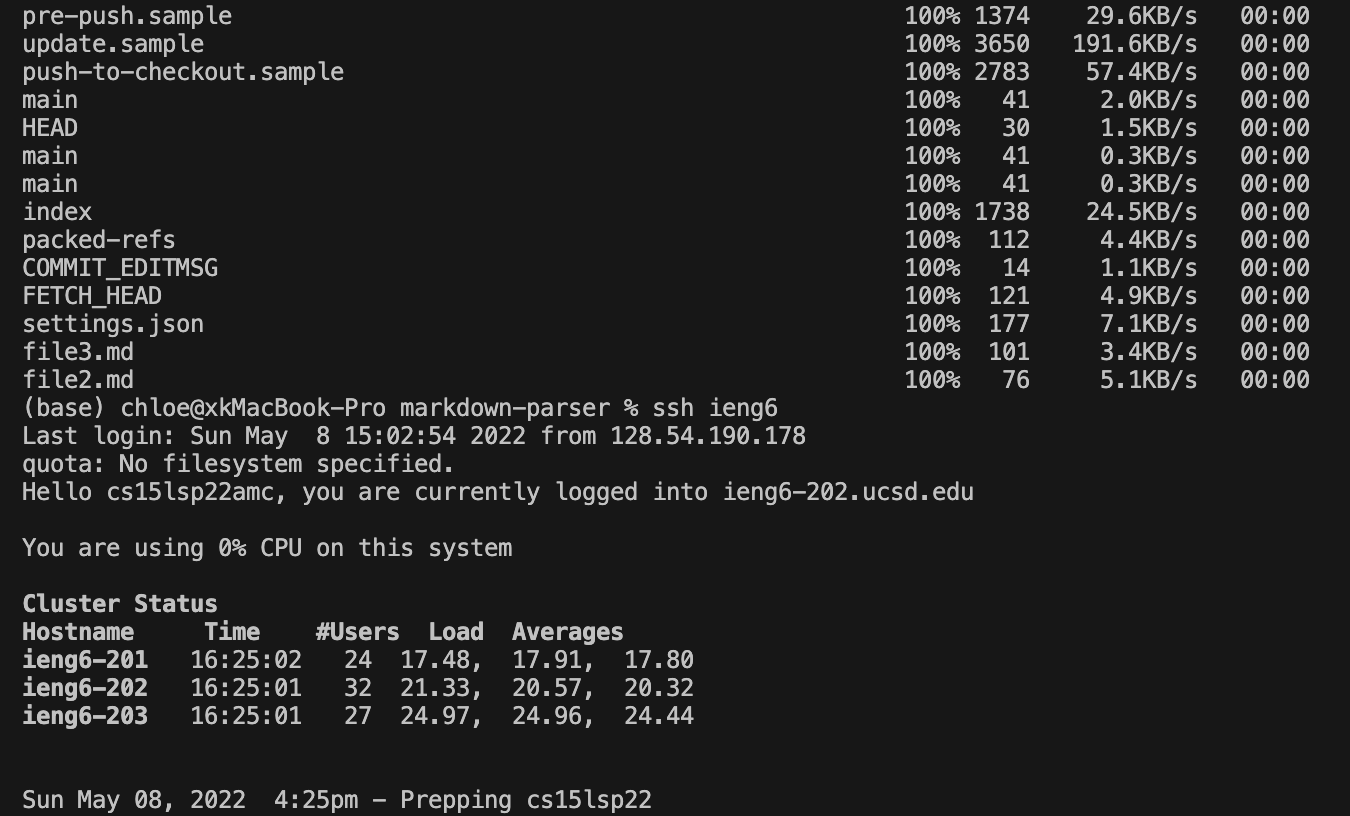 pre-push.sample 100% 1374 29.6KB/s 00:00
update.sample 100% 3650 191.6KB/s 00:00
push-to-checkout.sample 100% 2783 57.4KB/s 00:00
main 100% 41 2.0KB/s 00:00
HEAD 100% 30 1.5KB/s 00:00
main 100% 41 0.3KB/s 00:00
main 100% 41 0.3KB/s 00:00
index 100% 1738 24.5KB/s 00:00
packed-refs 100% 112 4.4KB/s 00:00
COMMIT_EDITMSG 100% 14 1.1KB/s 00:00
FETCH_HEAD 100% 121 4.9KB/s 00:00
settings.json 100% 177 7.1KB/s 00:00
file3.md 100% 101 3.4KB/s 00:00
file2.md 100% 76 5.1KB/s 00:00
(base) chloe@xkMacBook-Pro markdown-parser % ssh ieng6
Last login: Sun May  8 15:02:54 2022 from 128.54.190.178
quota: No filesystem specified.
Hello cs15lsp22amc, you are currently logged into ieng6-202.ucsd.edu
You are using 0% CPU on this system
Cluster Status
Hostname Time #Users Load Averages
ieng6-201 16:25:02 24 17.48, 17.91, 17.80
ieng6-202 16:25:01 32 21.33, 20.57, 20.32
ieng6-203 16:25:01 27 24.97, 24.96, 24.44
Sun May 08, 2022  4:25pm - Prepping cs15lsp22